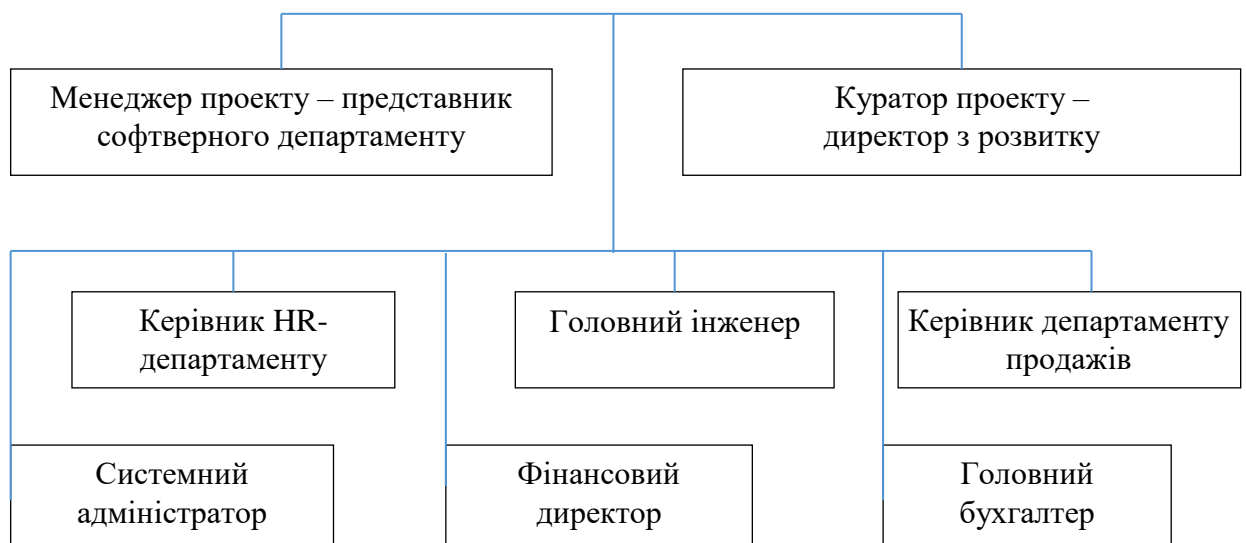 Менеджер проекту – представник
софтверного департаменту
Куратор проекту –
директор з розвитку
Керівник HR-
департаменту
Головний інженер
Керівник департаменту
продажів
Системний
адміністратор
Фінансовий
директор
Головний
бухгалтер